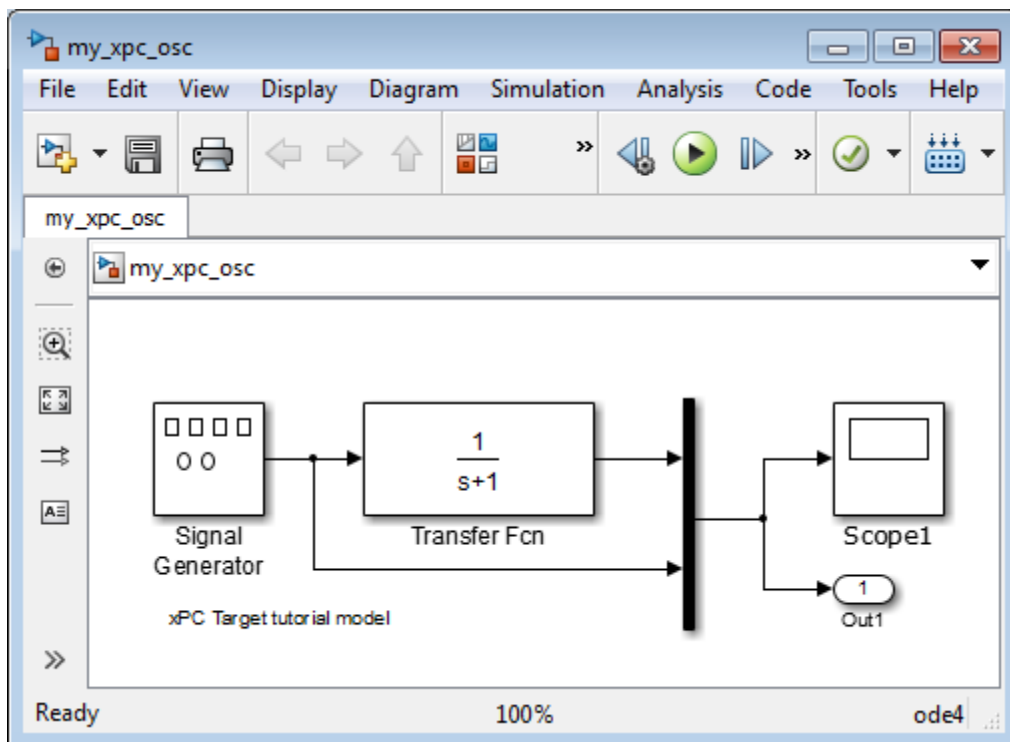 my_xpc_osc
File Edit View Display Diagram Simulation Analysis Code Tools Help
my_xpc_osc
my_xpc_osc
1
s+1
Signal
Generator
Transfer Fcn
Scope1
1
Out1
xPC Target tutorial model
Ready 100% ode4